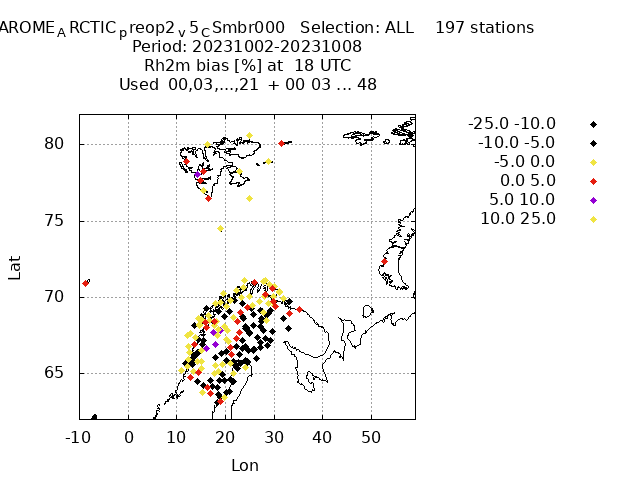 AROME_ARCTIC_preop2_v5_CSmbr000 Selection: ALL 197 stations
Period: 20231002-20231008
Rh2m bias [%] at 18 UTC
Used 00,03,...,21 + 00 03 ... 48
-25.0 -10.0
-10.0 -5.0
-5.0 0.0
0.0 5.0
5.0 10.0
10.0 25.0
80
75
70
65
Lat
-10 0 10 20 30 40 50
Lon